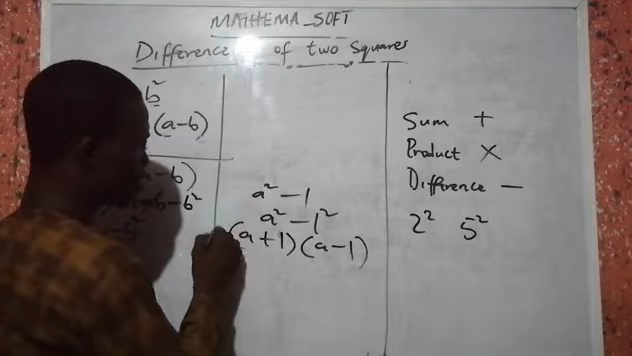 MATHEMA_SOFT
Difference of two Squares
b²
(a-b)
- b)
- b²
a² - 1
a² - 1²
(a + 1)(a - 1)
Sum +
Product ×
Difference -
2² 5²